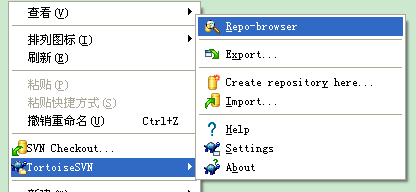 查看(V)
排列图标(I)
刷新(E)
粘贴(P)
粘贴快捷方式(S)
撤销重命名(U) Ctrl+Z
SVN Checkout...
TortoiseSVN
Repo-browser
Export...
Create repository here...
Import...
Help
Settings
About